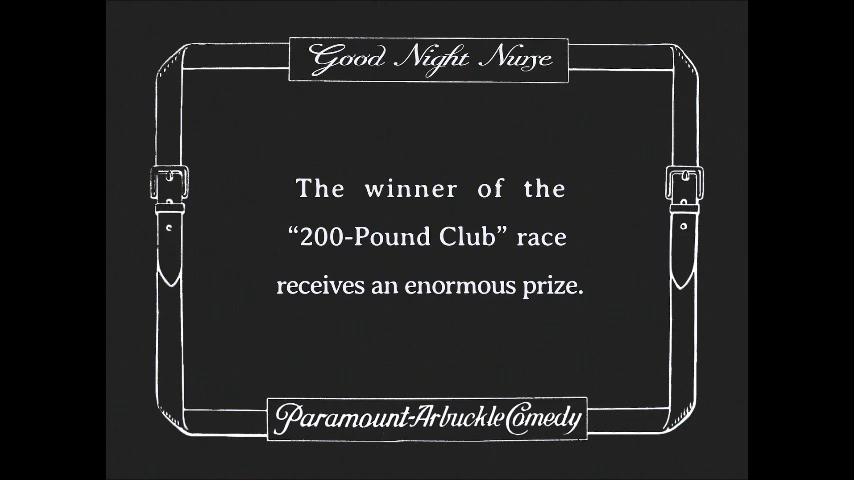 Good Night Nurse
The winner of the
“200-Pound Club” race
receives an enormous prize.
Paramount-Arbuckle Comedy